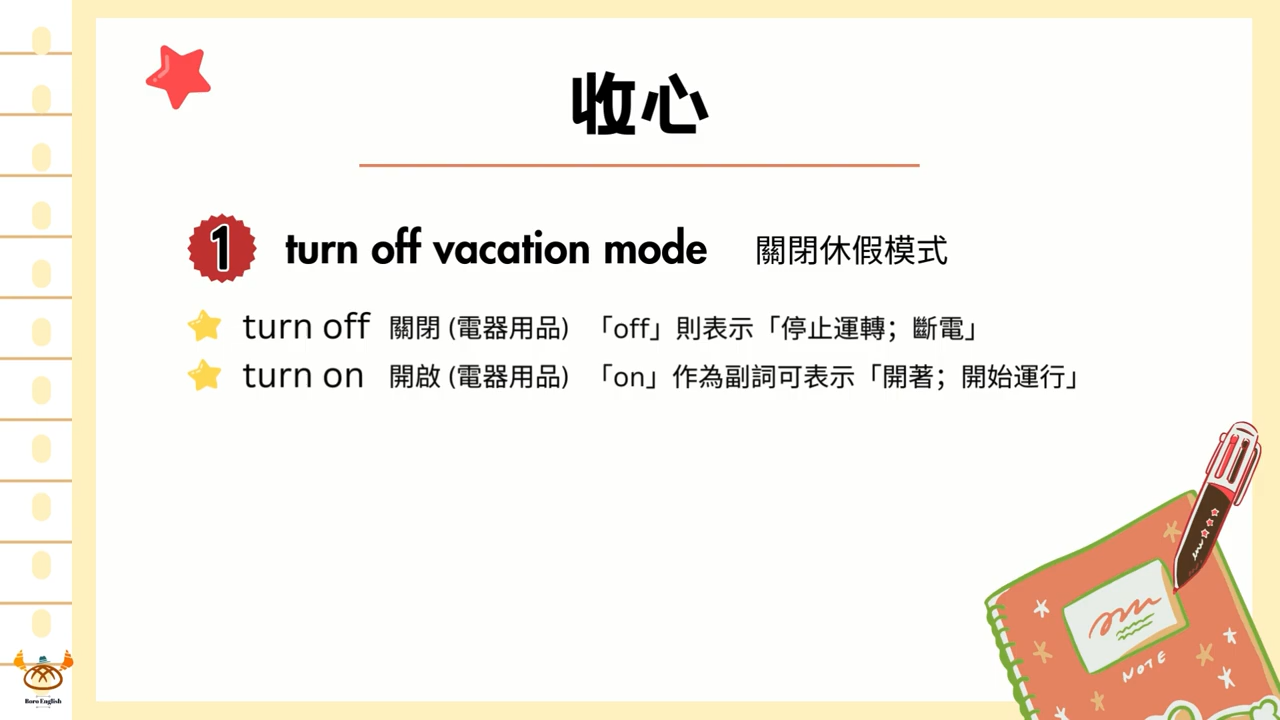 收心
1 turn off vacation mode 關閉休假模式
turn off 關閉 (電器用品) 「off」則表示「停止運轉；斷電」
turn on 開啟 (電器用品) 「on」作為副詞可表示「開著；開始運行」
NOTE
Boro English